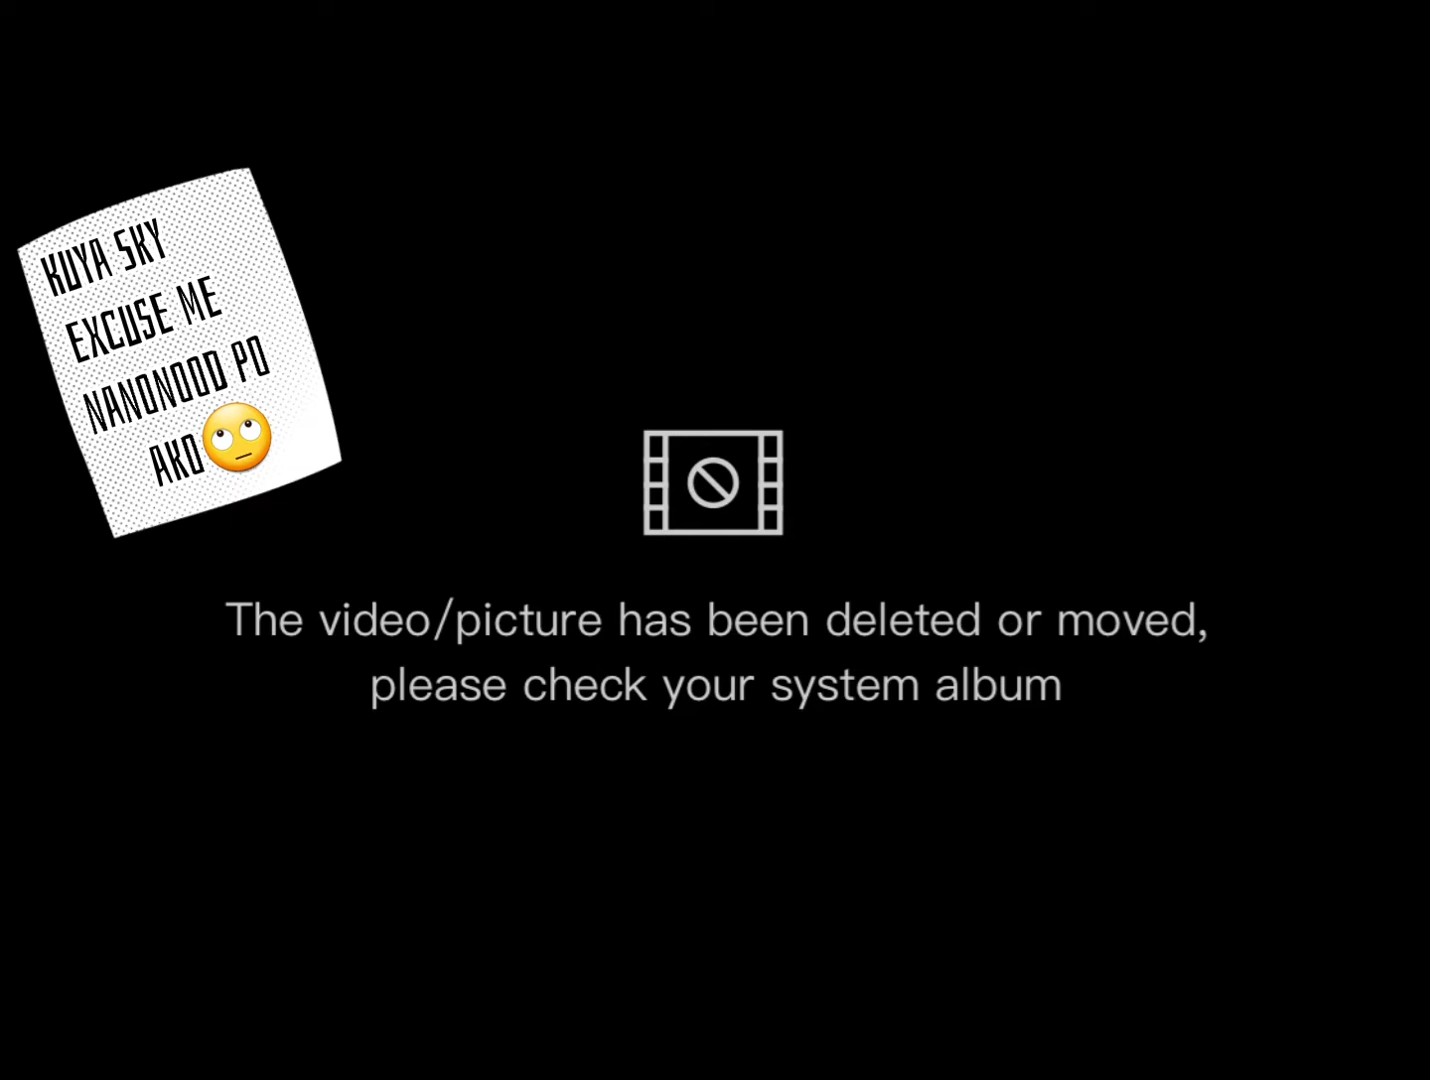 KUYA SKY
EXCUSE ME
NANONOOD PO
AKO🙄
The video/picture has been deleted or moved,
please check your system album